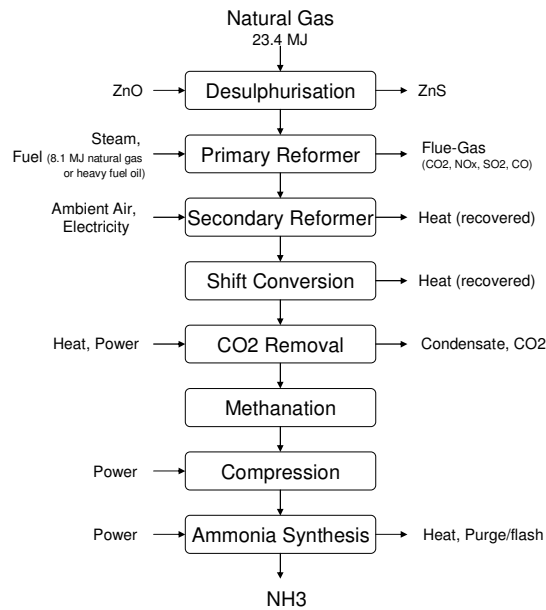 Natural Gas
23.4 MJ
ZnO
Desulphurisation
ZnS
Steam,
Fuel (8.1 MJ natural gas
or heavy fuel oil)
Primary Reformer
Flue-Gas
(CO2, NOx, SO2, CO)
Ambient Air,
Electricity
Secondary Reformer
Heat (recovered)
Shift Conversion
Heat (recovered)
Heat, Power
CO2 Removal
Condensate, CO2
Methanation
Power
Compression
Power
Ammonia Synthesis
Heat, Purge/flash
NH3